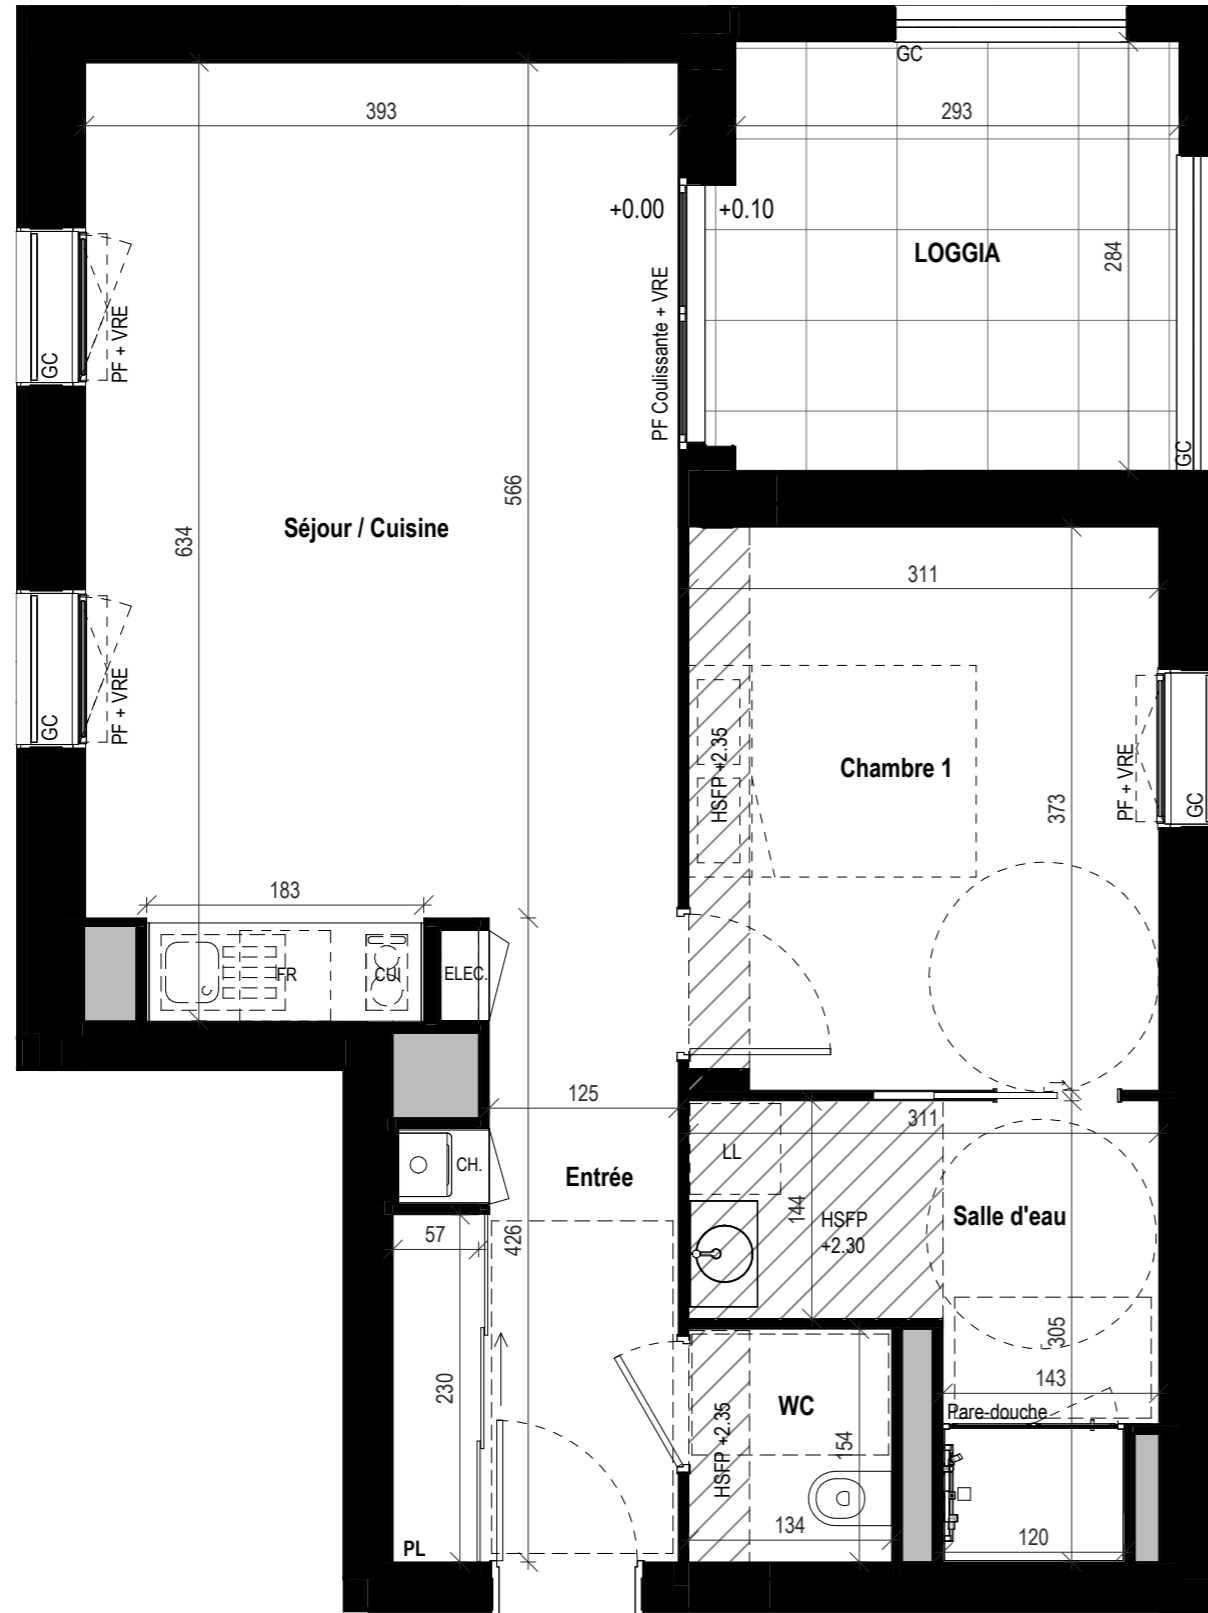 GC
393
293
+0.00
+0.10
LOGGIA
284
PF Coulissante + VRE
GC
PF + VRE
GC
566
634
Séjour / Cuisine
311
GC
PF + VRE
HSFP +2.35
Chambre 1
373
PF + VRE
GC
183
FR
CUI
ELEC.
125
311
CH.
Entrée
LL
144
HSFP
+2.30
Salle d'eau
57
426
305
230
143
WC
Pare-douche
HSFP +2.35
154
134
120
PL